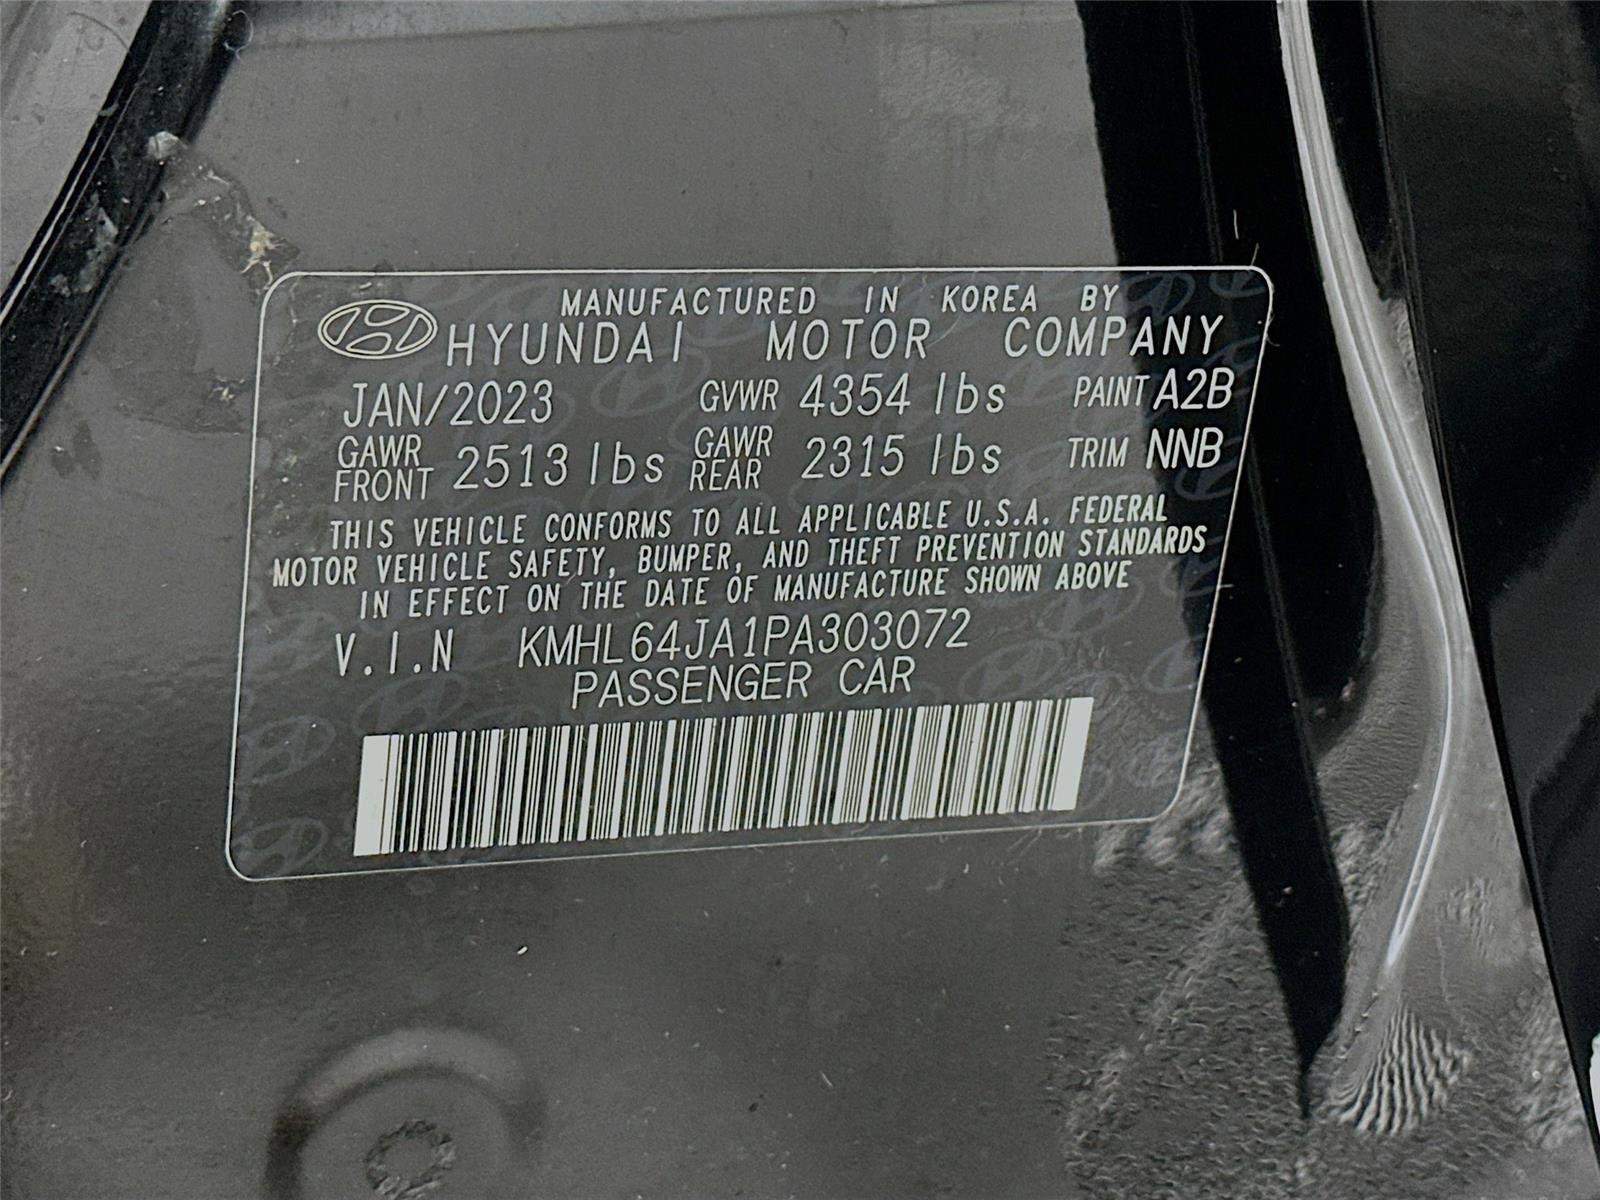 MANUFACTURED IN KOREA BY
HYUNDAI MOTOR COMPANY
JAN/2023 GVWR 4354 lbs PAINT A2B
GAWR FRONT 2513 lbs GAWR REAR 2315 lbs TRIM NNB
THIS VEHICLE CONFORMS TO ALL APPLICABLE U.S.A. FEDERAL
MOTOR VEHICLE SAFETY, BUMPER, AND THEFT PREVENTION STANDARDS
IN EFFECT ON THE DATE OF MANUFACTURE SHOWN ABOVE
V.I.N KMHL64JA1PA303072
PASSENGER CAR